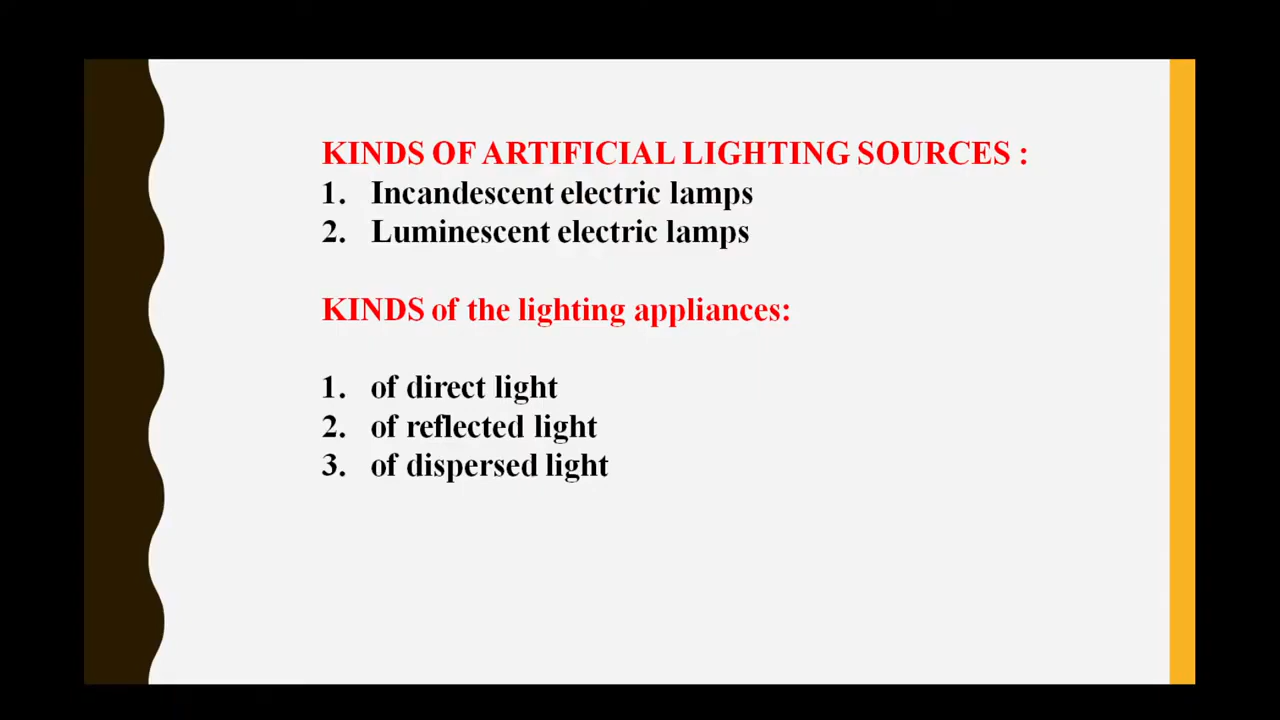 KINDS OF ARTIFICIAL LIGHTING SOURCES :
1. Incandescent electric lamps
2. Luminescent electric lamps
KINDS of the lighting appliances:
1. of direct light
2. of reflected light
3. of dispersed light